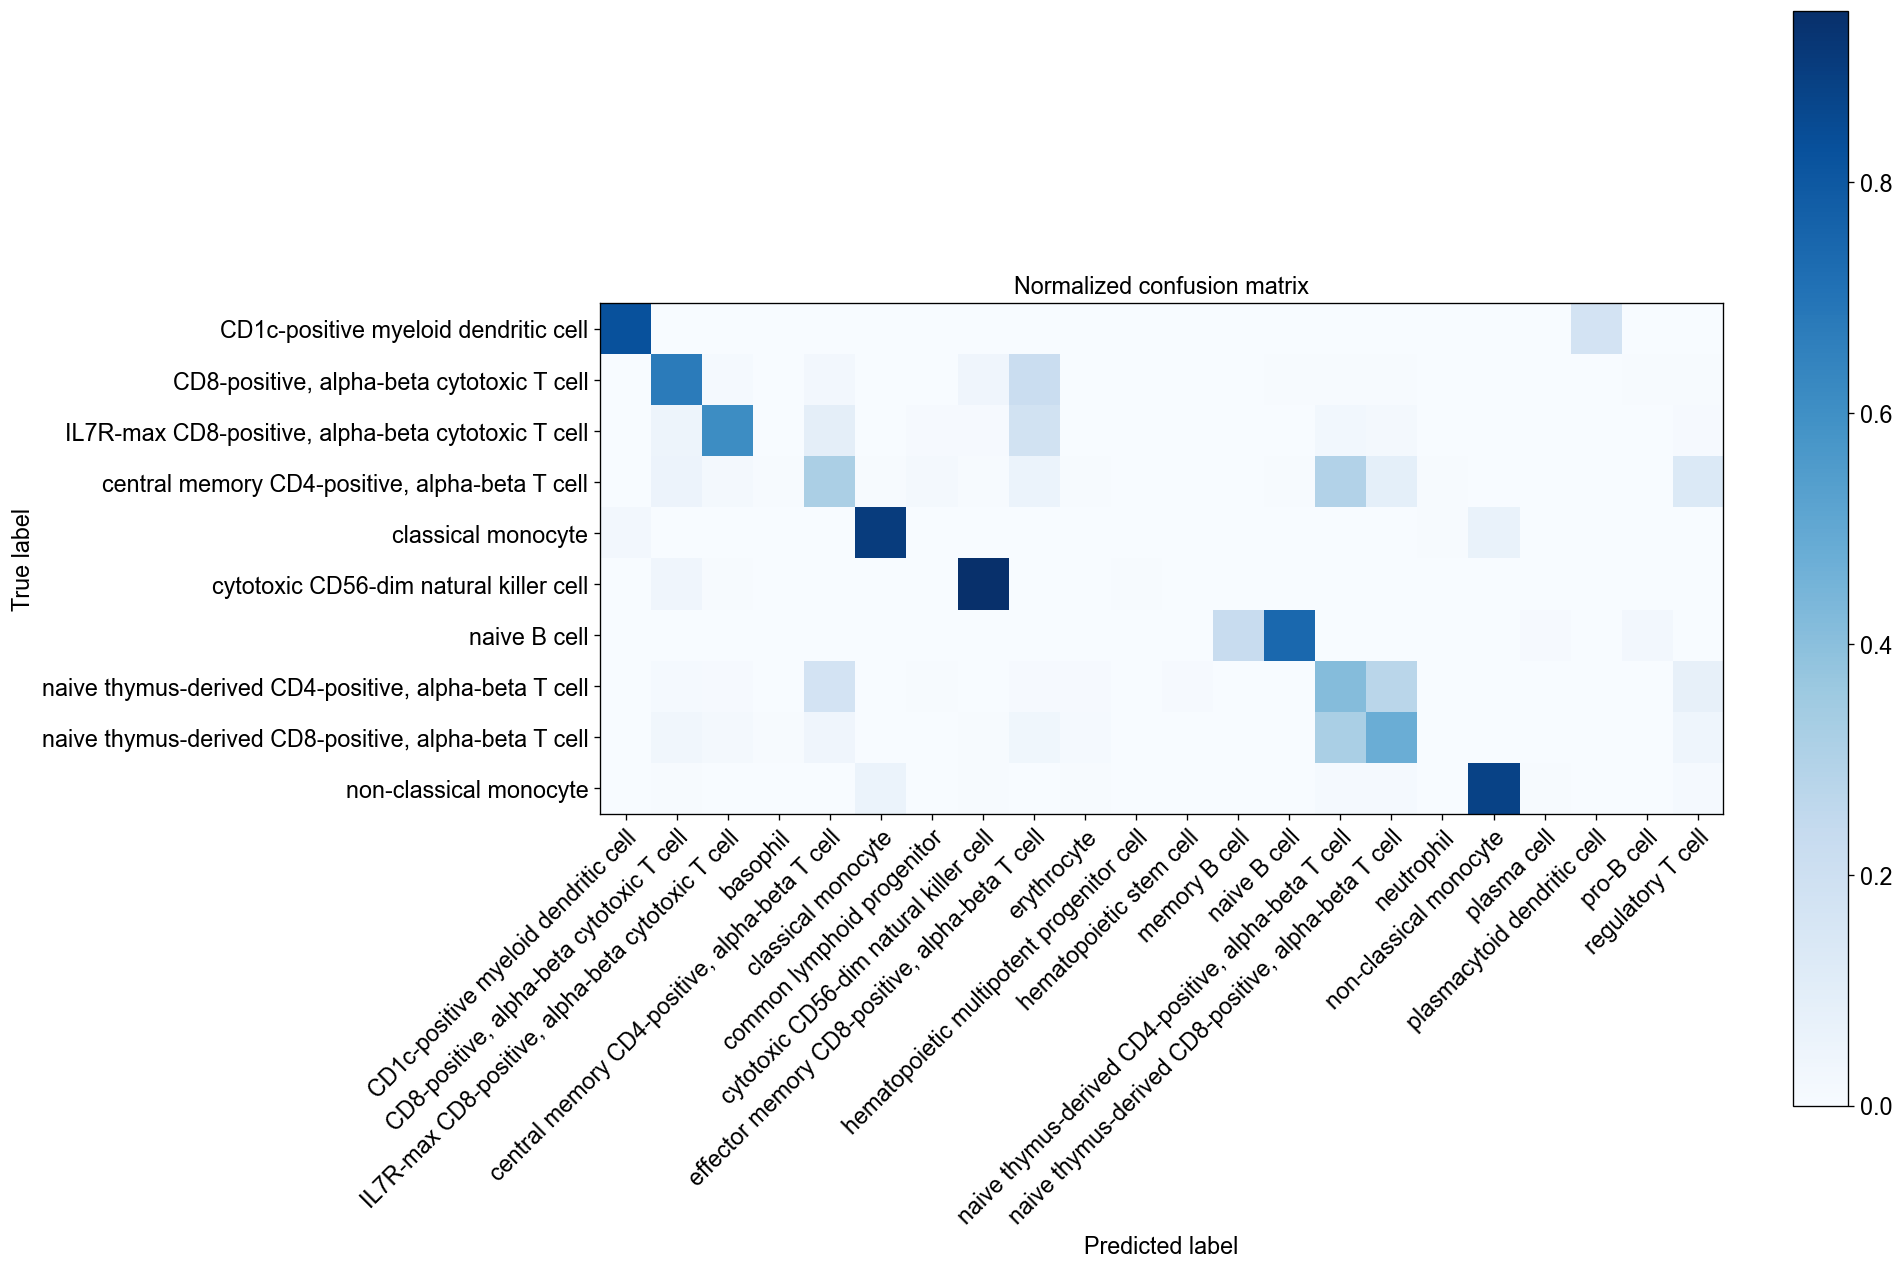 Normalized confusion matrix
True label
CD1c-positive myeloid dendritic cell
CD8-positive, alpha-beta cytotoxic T cell
IL7R-max CD8-positive, alpha-beta cytotoxic T cell
central memory CD4-positive, alpha-beta T cell
classical monocyte
cytotoxic CD56-dim natural killer cell
naive B cell
naive thymus-derived CD4-positive, alpha-beta T cell
naive thymus-derived CD8-positive, alpha-beta T cell
non-classical monocyte
CD1c-positive myeloid dendritic cell
CD8-positive, alpha-beta cytotoxic T cell
IL7R-max CD8-positive, alpha-beta cytotoxic T cell
basophil
central memory CD4-positive, alpha-beta T cell
classical monocyte
common lymphoid progenitor
cytotoxic CD56-dim natural killer cell
effector memory CD8-positive, alpha-beta T cell
erythrocyte
hematopoietic multipotent progenitor cell
hematopoietic stem cell
memory B cell
naive B cell
naive thymus-derived CD4-positive, alpha-beta T cell
naive thymus-derived CD8-positive, alpha-beta T cell
neutrophil
non-classical monocyte
plasma cell
plasmacytoid dendritic cell
pro-B cell
regulatory T cell
Predicted label
0.8
0.6
0.4
0.2
0.0